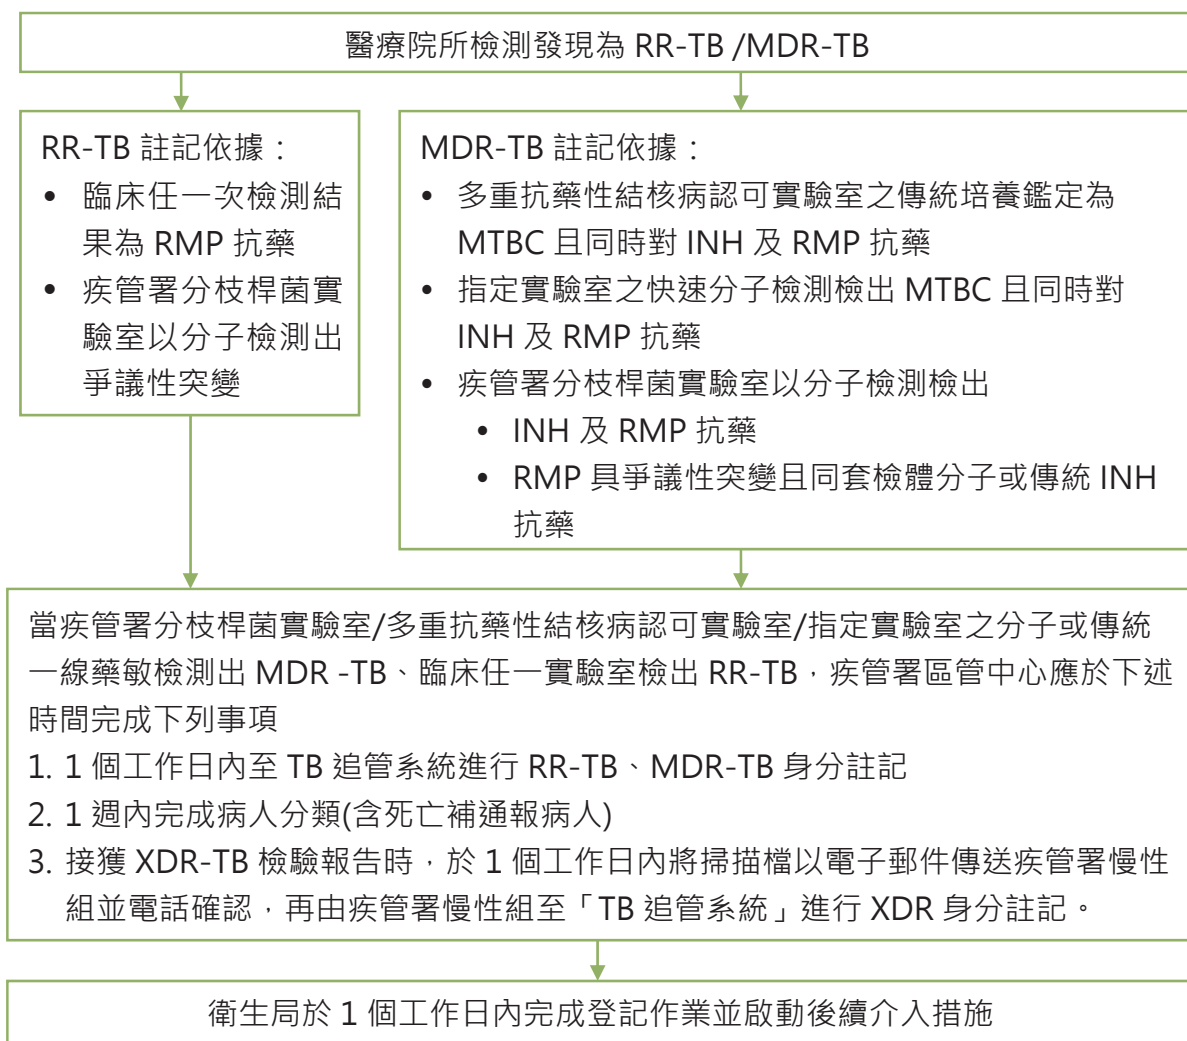 醫療院所檢測發現為 RR-TB /MDR-TB
RR-TB 註記依據：
• 臨床任一次檢測結
果為 RMP 抗藥
• 疾管署分枝桿菌實
驗室以分子檢測出
爭議性突變
MDR-TB 註記依據：
• 多重抗藥性結核病認可實驗室之傳統培養鑑定為
MTBC 且同時對 INH 及 RMP 抗藥
• 指定實驗室之快速分子檢測檢出 MTBC 且同時對
INH 及 RMP 抗藥
• 疾管署分枝桿菌實驗室以分子檢測檢出
• INH 及 RMP 抗藥
• RMP 具爭議性突變且同套檢體分子或傳統 INH
抗藥
當疾管署分枝桿菌實驗室/多重抗藥性結核病認可實驗室/指定實驗室之分子或傳統
一線藥敏檢測出 MDR -TB、臨床任一實驗室檢出 RR-TB，疾管署區管中心應於下述
時間完成下列事項
1. 1 個工作日內至 TB 追管系統進行 RR-TB、MDR-TB 身分註記
2. 1 週內完成病人分類(含死亡補通報病人)
3. 接獲 XDR-TB 檢驗報告時，於 1 個工作日內將掃描檔以電子郵件傳送疾管署慢性
組並電話確認，再由疾管署慢性組至「TB 追管系統」進行 XDR 身分註記。
衛生局於 1 個工作日內完成登記作業並啟動後續介入措施